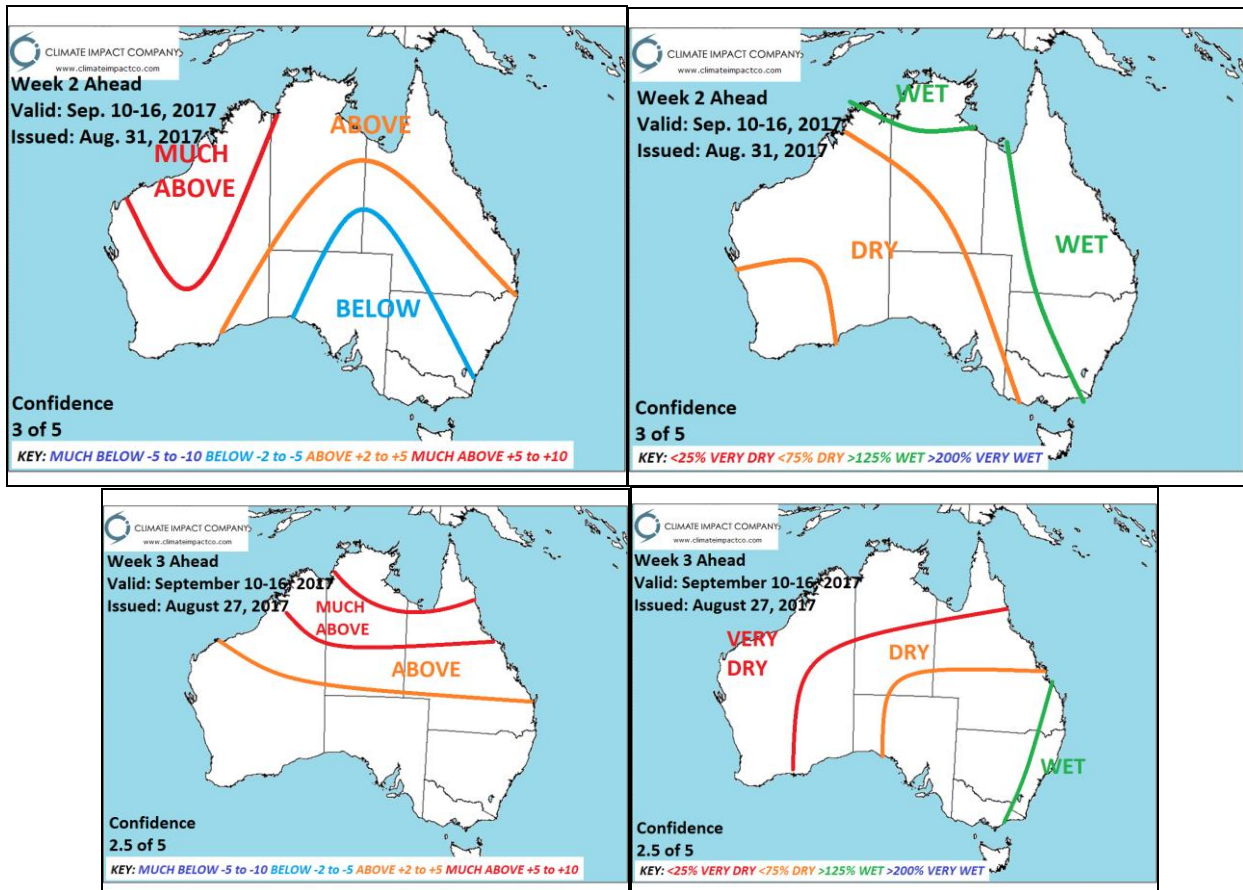 CLIMATE IMPACT COMPANY
www.climateimpactco.com
Week 2 Ahead
Valid: Sep. 10-16, 2017
Issued: Aug. 31, 2017
MUCH
ABOVE
ABOVE
BELOW
Confidence
3 of 5
KEY: MUCH BELOW -5 to -10 BELOW -2 to -5 ABOVE +2 to +5 MUCH ABOVE +5 to +10
CLIMATE IMPACT COMPANY
www.climateimpactco.com
Week 2 Ahead
Valid: Sep. 10-16, 2017
Issued: Aug. 31, 2017
WET
DRY
WET
Confidence
3 of 5
KEY: <25% VERY DRY <75% DRY >125% WET >200% VERY WET
CLIMATE IMPACT COMPANY
www.climateimpactco.com
Week 3 Ahead
Valid: September 10-16, 2017
Issued: August 27, 2017
MUCH
ABOVE
ABOVE
Confidence
2.5 of 5
KEY: MUCH BELOW -5 to -10 BELOW -2 to -5 ABOVE +2 to +5 MUCH ABOVE +5 to +10
CLIMATE IMPACT COMPANY
www.climateimpactco.com
Week 3 Ahead
Valid: September 10-16, 2017
Issued: August 27, 2017
VERY
DRY
DRY
WET
Confidence
2.5 of 5
KEY: <25% VERY DRY <75% DRY >125% WET >200% VERY WET